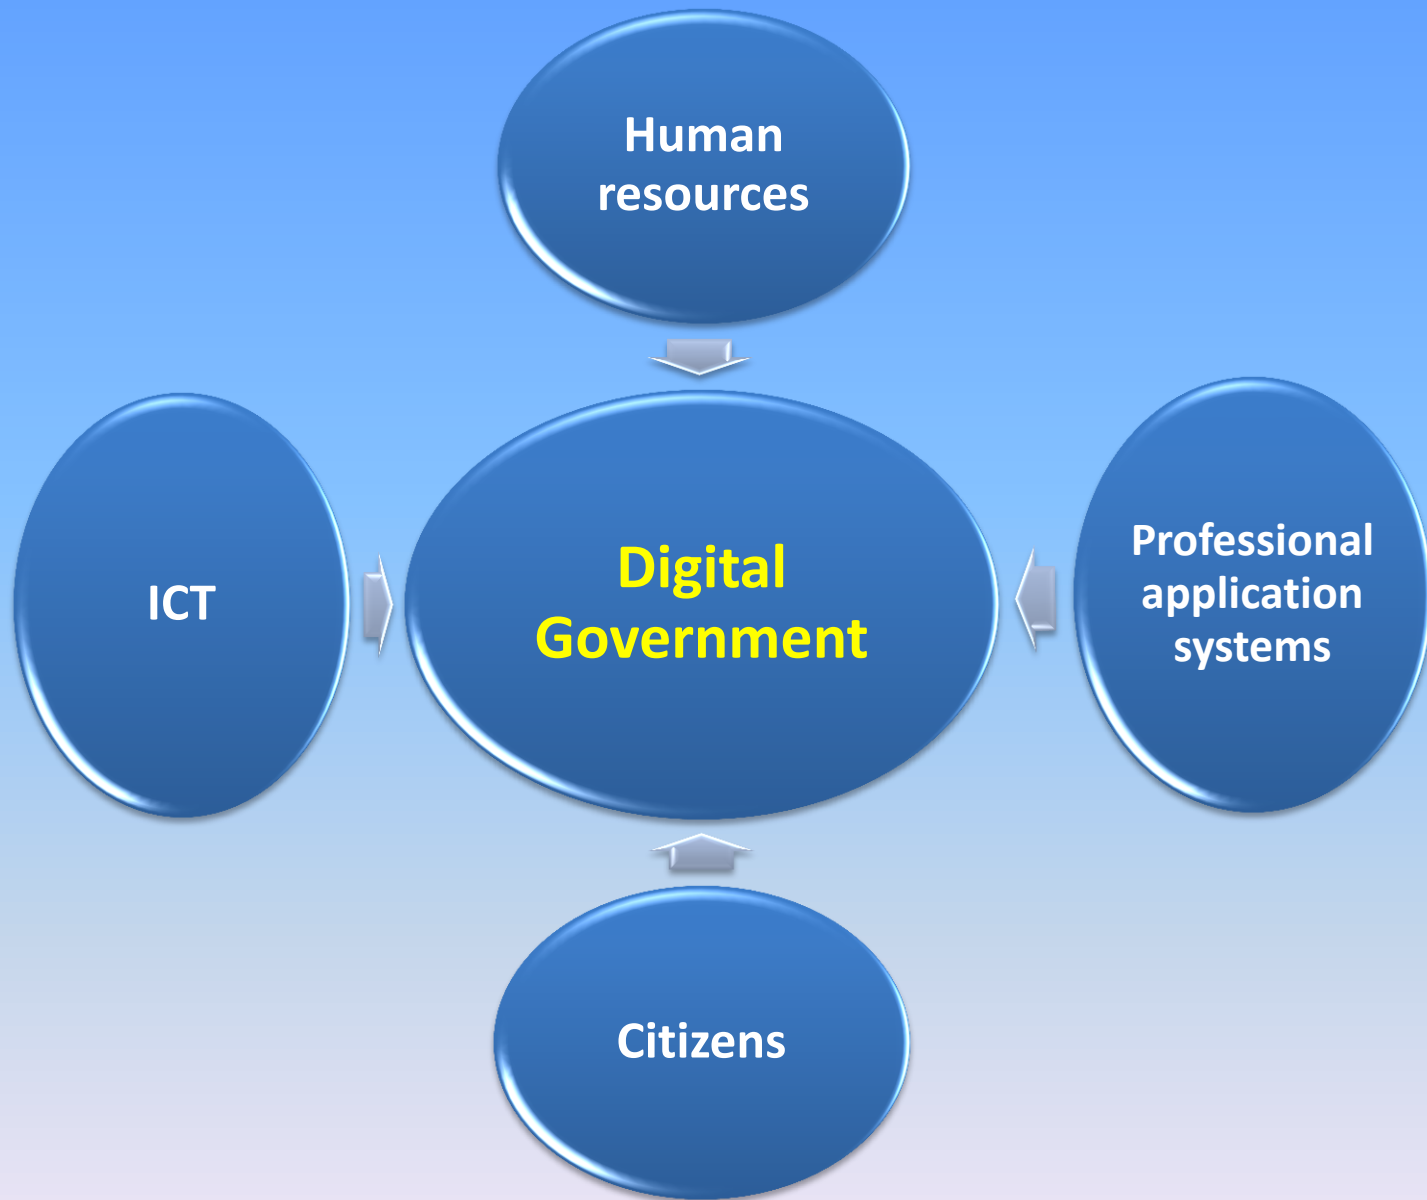 Human
resources
ICT
Digital
Government
Professional
application
systems
Citizens